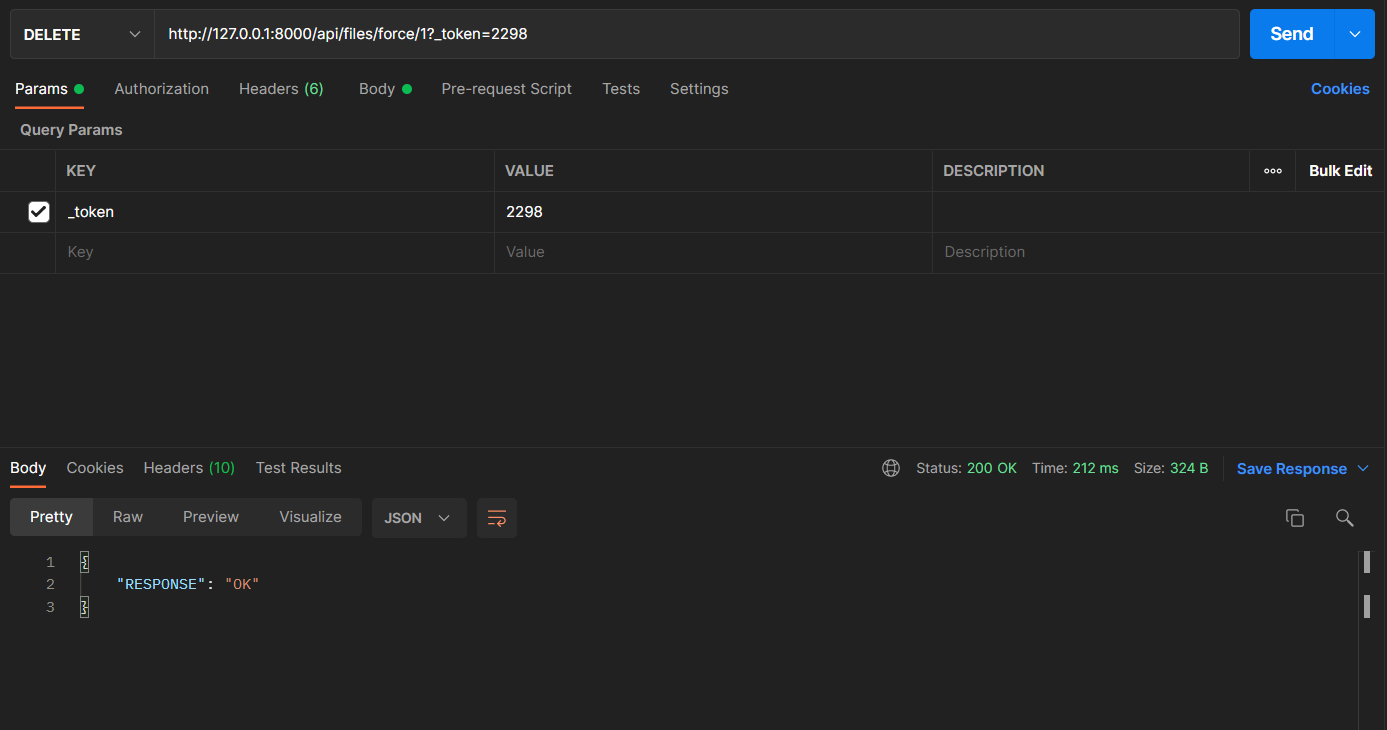 DELETE http://127.0.0.1:8000/api/files/force/1?_token=2298 Send
Params Authorization Headers (6) Body Pre-request Script Tests Settings Cookies
Query Params
KEY VALUE DESCRIPTION ooo Bulk Edit
_token 2298
Key Value Description
Body Cookies Headers (10) Test Results Status: 200 OK Time: 212 ms Size: 324 B Save Response
Pretty Raw Preview Visualize JSON
1 {
2 "RESPONSE": "OK"
3 }